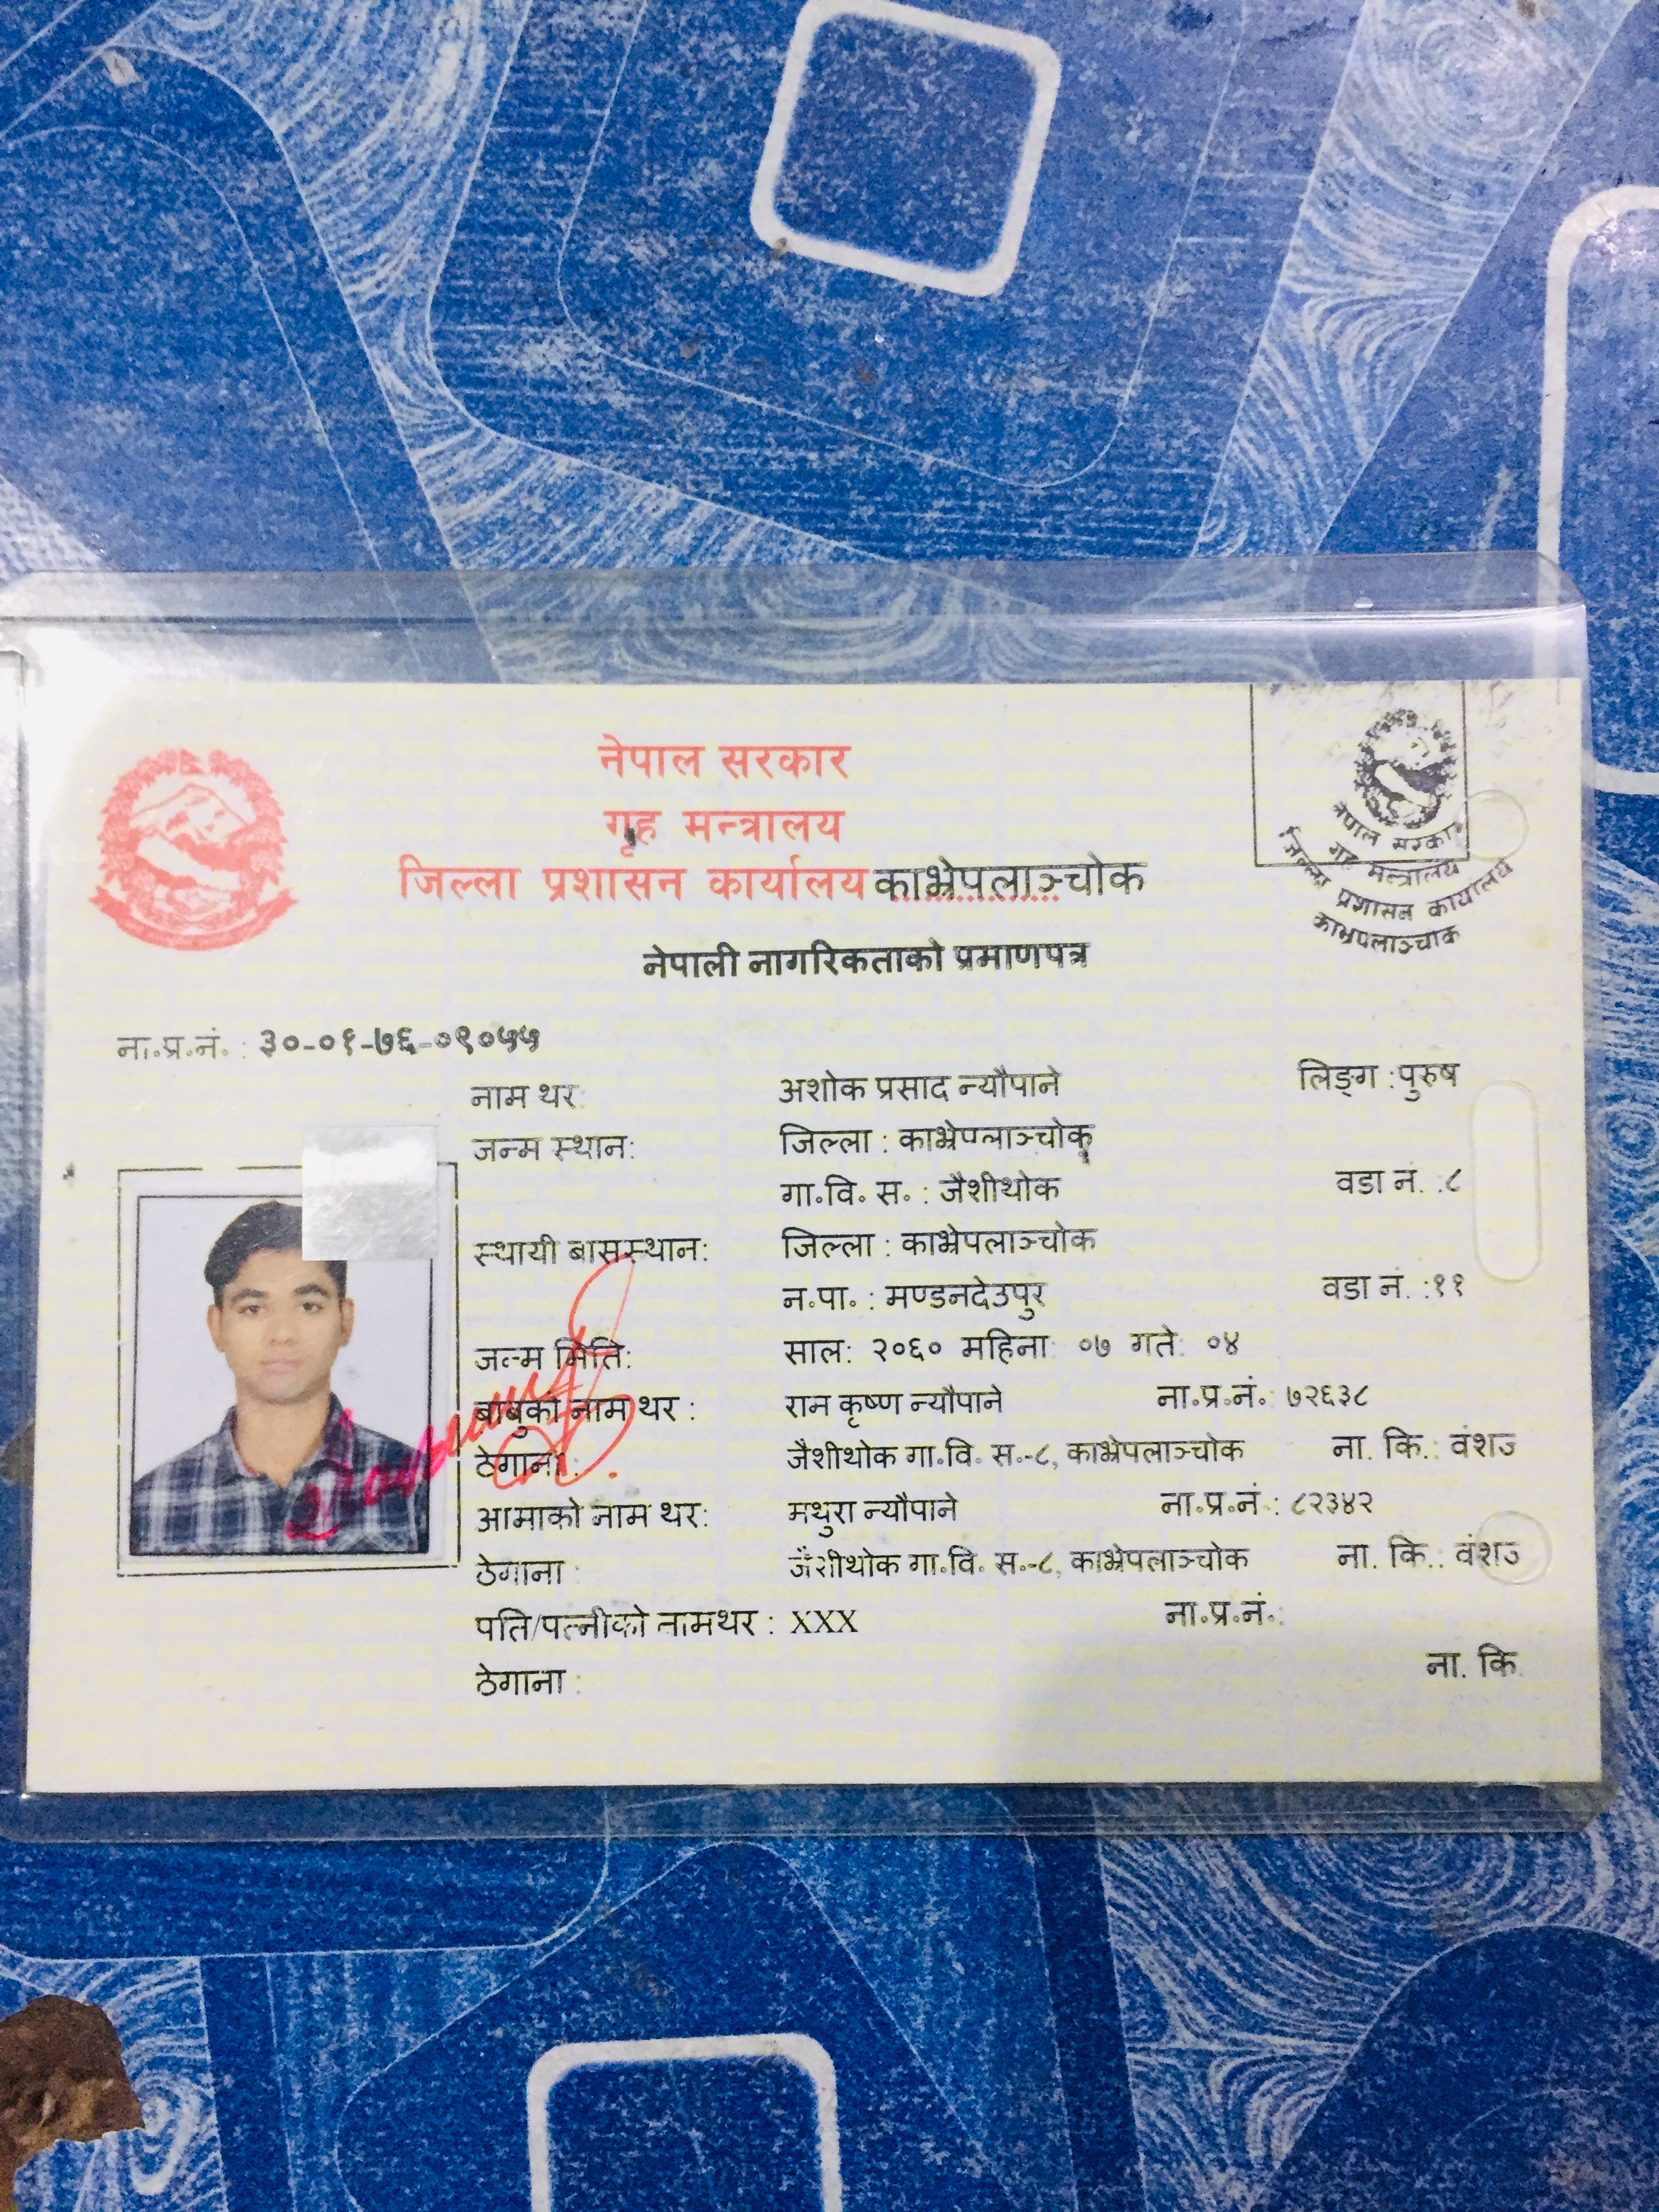 नेपाल सरकार
गृह मन्त्रालय
जिल्ला प्रशासन कार्यालय काभ्रेपलाञ्चोक
नेपाल सरकार
गृह मन्त्रालय
जिल्ला प्रशासन कार्यालय
काभ्रेपलाञ्चोक
नेपाली नागरिकताको प्रमाणपत्र
ना॰प्र॰नं॰ : ३०-०१-७६-०९०५५
नाम थर: अशोक प्रसाद न्यौपाने लिङ्ग :पुरुष
जन्म स्थान: जिल्ला : काभ्रेपलाञ्चोक
गा॰वि॰ स॰ : जैशीथोक वडा नं. :८
स्थायी बासस्थान: जिल्ला : काभ्रेपलाञ्चोक
न॰पा॰ : मण्डनदेउपुर वडा नं. :११
जन्म मिति: साल: २०६० महिना: ०७ गते: ०४
बाबुको नाम थर : राम कृष्ण न्यौपाने ना॰प्र॰नं॰ : ७२६३८
ठेगाना : जैशीथोक गा॰वि॰ स॰-८, काभ्रेपलाञ्चोक ना. कि.: वंशज
आमाको नाम थर: मथुरा न्यौपाने ना॰प्र॰नं॰ : ८२३४२
ठेगाना : जैशीथोक गा॰वि॰ स॰-८, काभ्रेपलाञ्चोक ना. कि.: वंशज
पति/पत्नीको नामथर : XXX ना॰प्र॰नं॰:
ठेगाना : ना. कि.